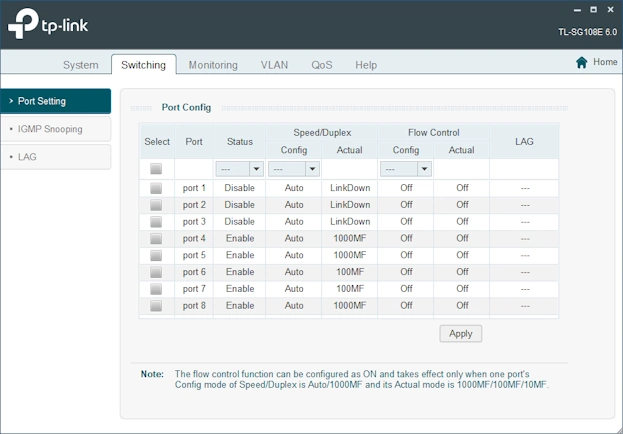 tp-link
TL-SG108E 6.0
System Switching Monitoring VLAN QoS Help Home
Port Setting
IGMP Snooping
LAG
Port Config
Select Port Status Speed/Duplex Flow Control LAG
Config Actual Config Actual
--- --- ---
port 1 Disable Auto LinkDown Off Off ---
port 2 Disable Auto LinkDown Off Off ---
port 3 Disable Auto LinkDown Off Off ---
port 4 Enable Auto 1000MF Off Off ---
port 5 Enable Auto 1000MF Off Off ---
port 6 Enable Auto 100MF Off Off ---
port 7 Enable Auto 100MF Off Off ---
port 8 Enable Auto 1000MF Off Off ---
Apply
Note: The flow control function can be configured as ON and takes effect only when one port's
Config mode of Speed/Duplex is Auto/1000MF and its Actual mode is 1000MF/100MF/10MF.